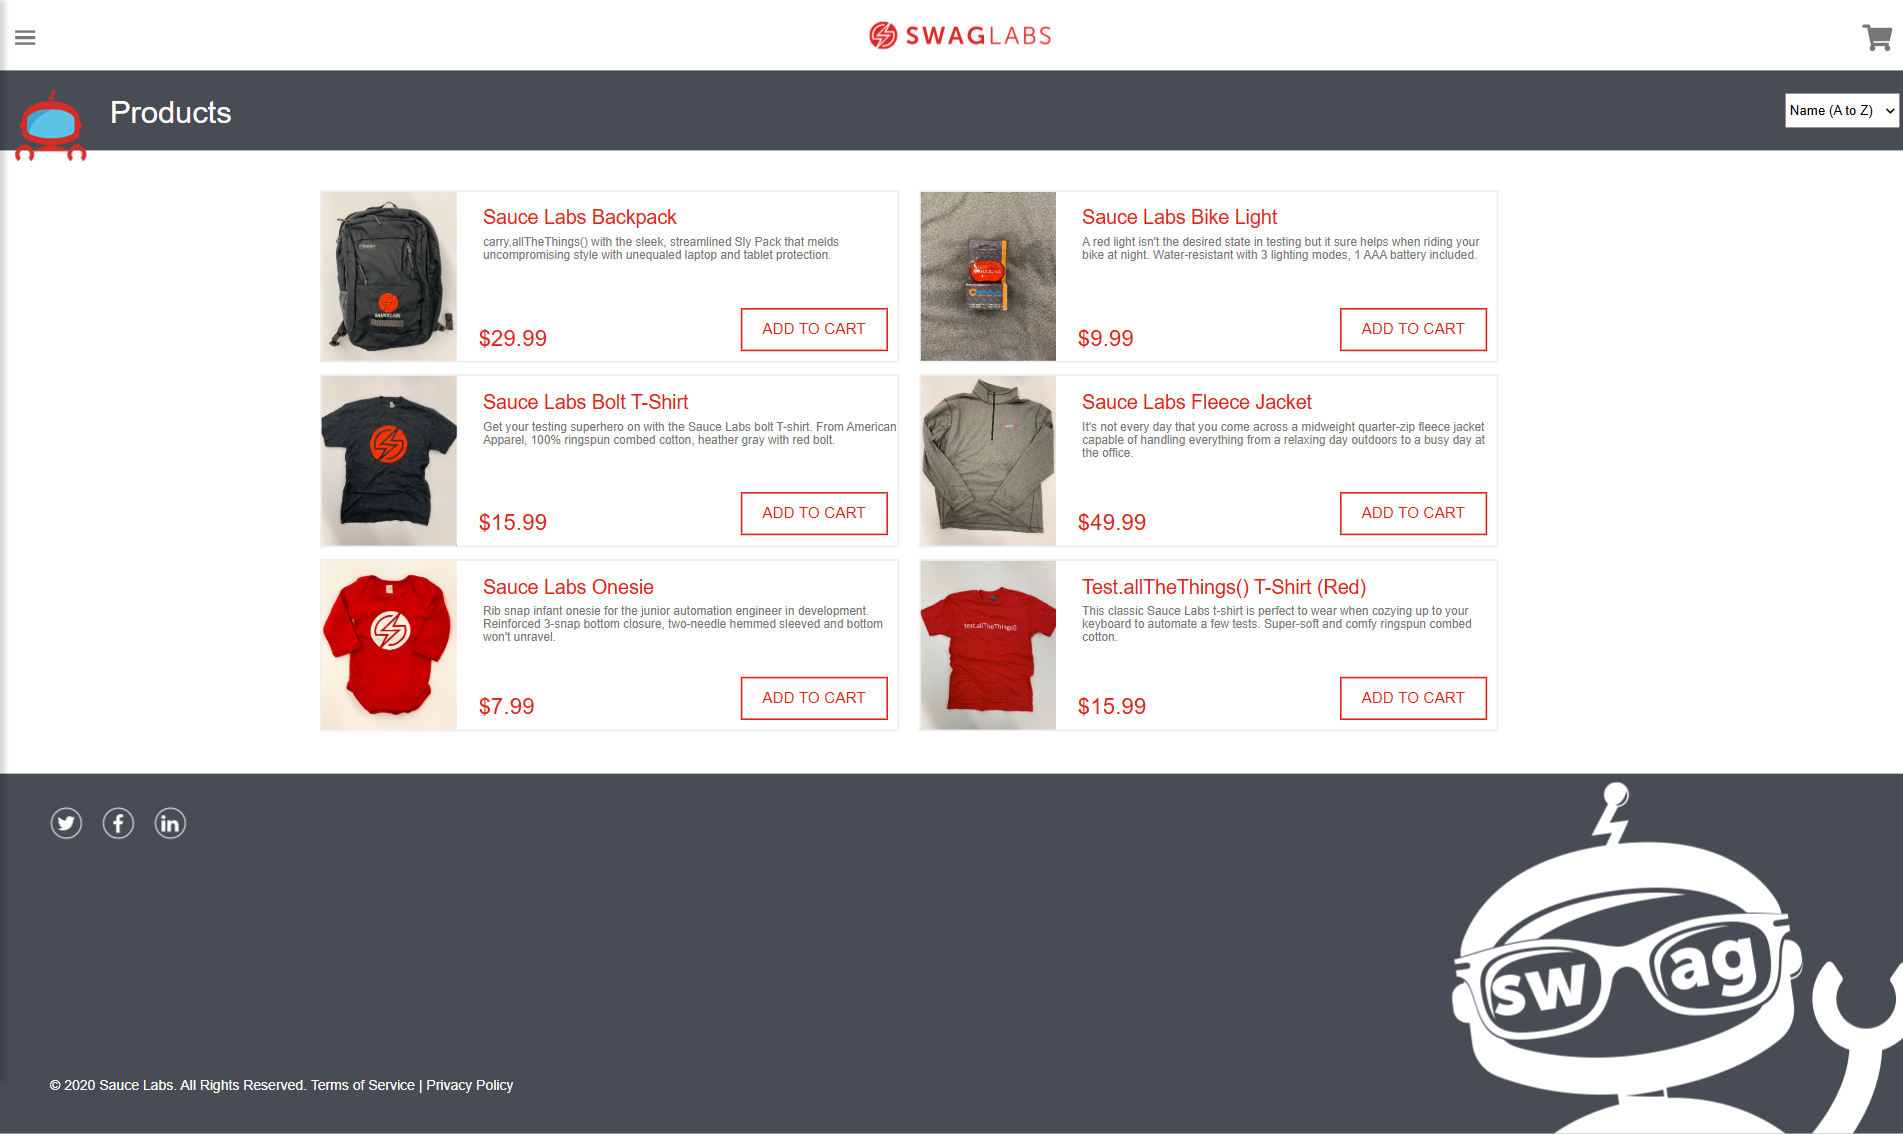 SWAGLABS
Products
Name (A to Z)
Sauce Labs Backpack
carry.allTheThings() with the sleek, streamlined Sly Pack that melds
uncompromising style with unequaled laptop and tablet protection.
$29.99
ADD TO CART
SAUCELABS
Sauce Labs Bike Light
A red light isn't the desired state in testing but it sure helps when riding your
bike at night. Water-resistant with 3 lighting modes, 1 AAA battery included.
$9.99
ADD TO CART
Sauce Labs Bolt T-Shirt
Get your testing superhero on with the Sauce Labs bolt T-shirt. From American
Apparel, 100% ringspun combed cotton, heather gray with red bolt.
$15.99
ADD TO CART
Sauce Labs Fleece Jacket
It's not every day that you come across a midweight quarter-zip fleece jacket
capable of handling everything from a relaxing day outdoors to a busy day at
the office.
$49.99
ADD TO CART
Sauce Labs Onesie
Rib snap infant onesie for the junior automation engineer in development.
Reinforced 3-snap bottom closure, two-needle hemmed sleeved and bottom
won't unravel.
$7.99
ADD TO CART
test.allTheThings()
Test.allTheThings() T-Shirt (Red)
This classic Sauce Labs t-shirt is perfect to wear when cozying up to your
keyboard to automate a few tests. Super-soft and comfy ringspun combed
cotton.
$15.99
ADD TO CART
sw ag
© 2020 Sauce Labs. All Rights Reserved. Terms of Service | Privacy Policy